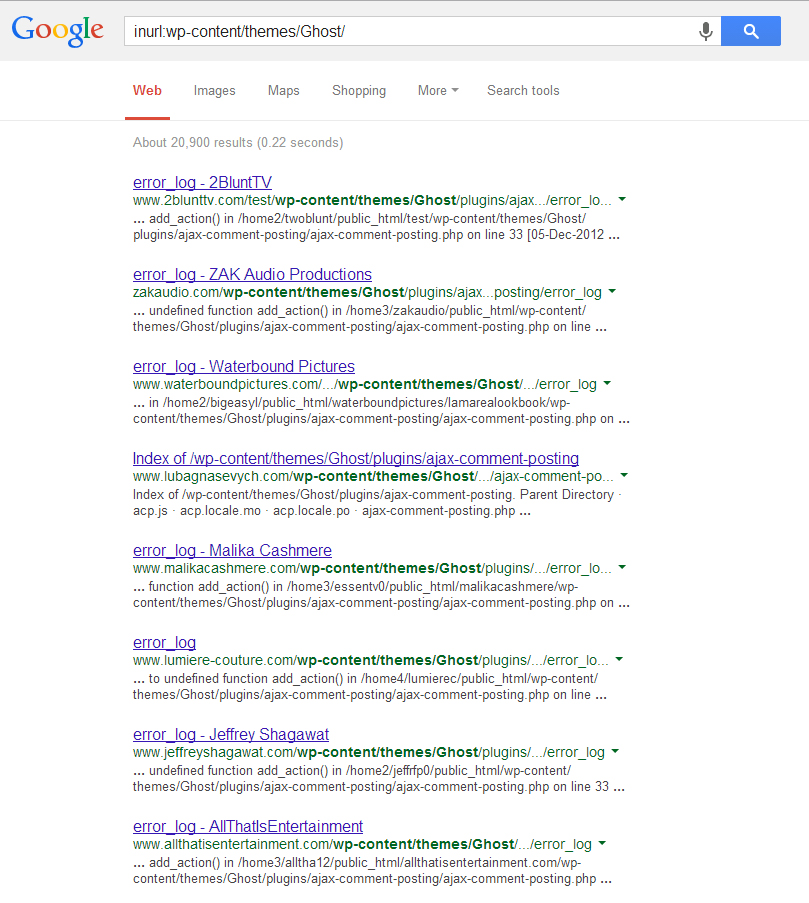 Google
inurl:wp-content/themes/Ghost/
Web Images Maps Shopping More Search tools
About 20,900 results (0.22 seconds)
error_log - 2BluntTV
www.2blunttv.com/test/wp-content/themes/Ghost/plugins/ajax.../error_lo...
... add_action() in /home2/twoblunt/public_html/test/wp-content/themes/Ghost/
plugins/ajax-comment-posting/ajax-comment-posting.php on line 33 [05-Dec-2012 ...
error_log - ZAK Audio Productions
zakaudio.com/wp-content/themes/Ghost/plugins/ajax...posting/error_log
... undefined function add_action() in /home3/zakaudio/public_html/wp-content/
themes/Ghost/plugins/ajax-comment-posting/ajax-comment-posting.php on line ...
error_log - Waterbound Pictures
www.waterboundpictures.com/.../wp-content/themes/Ghost/.../error_log
... in /home2/bigeasyl/public_html/waterboundpictures/lamarealookbook/wp-
content/themes/Ghost/plugins/ajax-comment-posting/ajax-comment-posting.php on ...
Index of /wp-content/themes/Ghost/plugins/ajax-comment-posting
www.lubagnasevych.com/wp-content/themes/Ghost/.../ajax-comment-po...
Index of /wp-content/themes/Ghost/plugins/ajax-comment-posting. Parent Directory ·
acp.js · acp.locale.mo · acp.locale.po · ajax-comment-posting.php ...
error_log - Malika Cashmere
www.malikacashmere.com/wp-content/themes/Ghost/plugins/.../error_lo...
... function add_action() in /home3/essentv0/public_html/malikacashmere/wp-
content/themes/Ghost/plugins/ajax-comment-posting/ajax-comment-posting.php on ...
error_log
www.lumiere-couture.com/wp-content/themes/Ghost/plugins/.../error_lo...
... to undefined function add_action() in /home4/lumierec/public_html/wp-content/
themes/Ghost/plugins/ajax-comment-posting/ajax-comment-posting.php on line ...
error_log - Jeffrey Shagawat
www.jeffreyshagawat.com/wp-content/themes/Ghost/plugins/.../error_log
... undefined function add_action() in /home2/jeffrfp0/public_html/wp-content/
themes/Ghost/plugins/ajax-comment-posting/ajax-comment-posting.php on line 33 ...
error_log - AllThatIsEntertainment
www.allthatisentertainment.com/wp-content/themes/Ghost/.../error_log
... add_action() in /home3/alltha12/public_html/allthatisentertainment.com/wp-
content/themes/Ghost/plugins/ajax-comment-posting/ajax-comment-posting.php ...